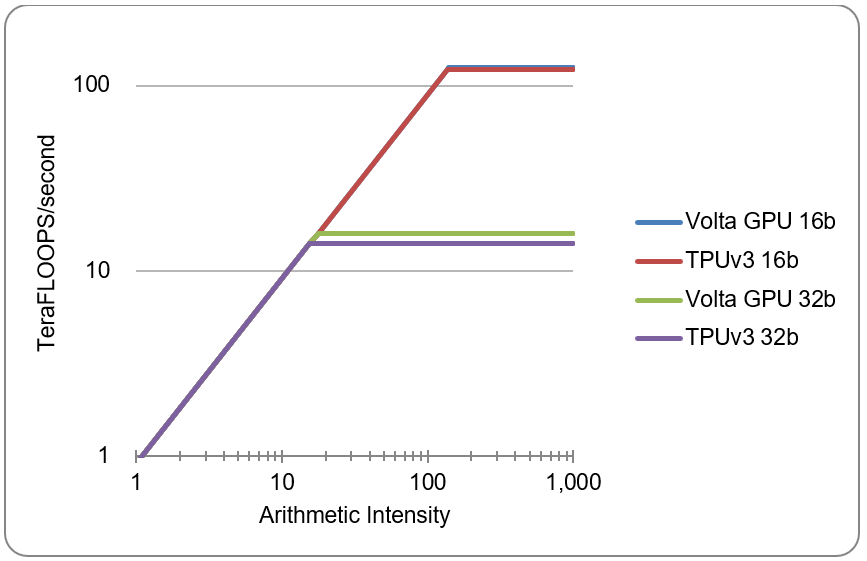 100
10
1
1
10
100
1,000
TeraFLOOPS/second
Arithmetic Intensity
Volta GPU 16b
TPUv3 16b
Volta GPU 32b
TPUv3 32b